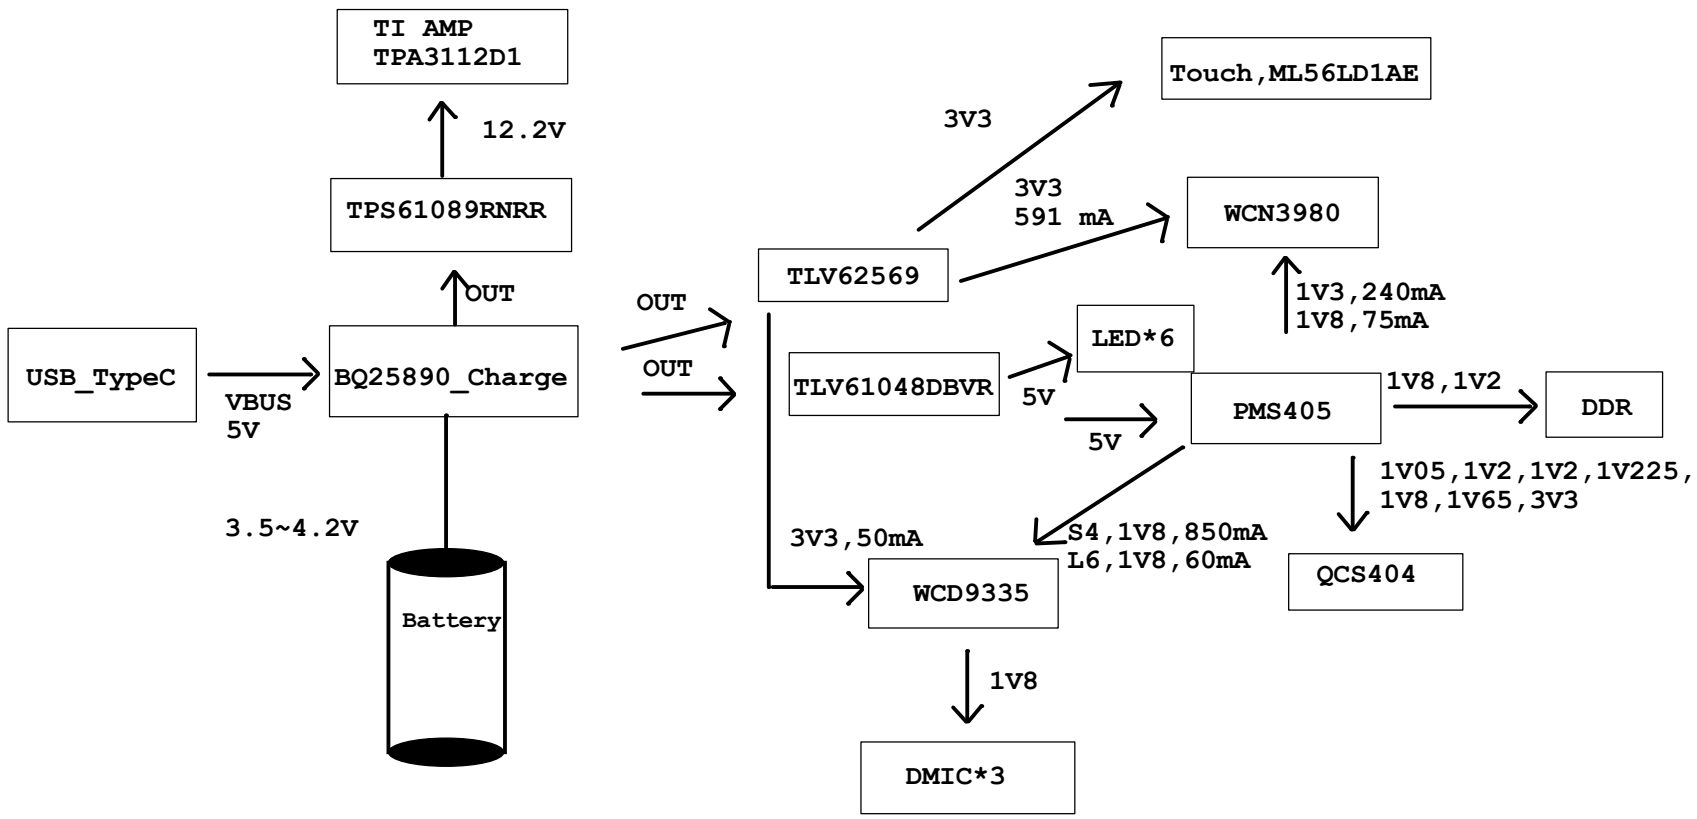 TI AMP
TPA3112D1
12.2V
TPS61089RNRR
OUT
USB_TypeC
VBUS
5V
BQ25890_Charge
3.5~4.2V
Battery
OUT
OUT
TLV62569
3V3
Touch,ML56LD1AE
3V3
591 mA
WCN3980
1V3,240mA
1V8,75mA
TLV61048DBVR
5V
LED*6
5V
PMS405
1V8,1V2
DDR
1V05,1V2,1V2,1V225,
1V8,1V65,3V3
QCS404
S4,1V8,850mA
L6,1V8,60mA
3V3,50mA
WCD9335
1V8
DMIC*3